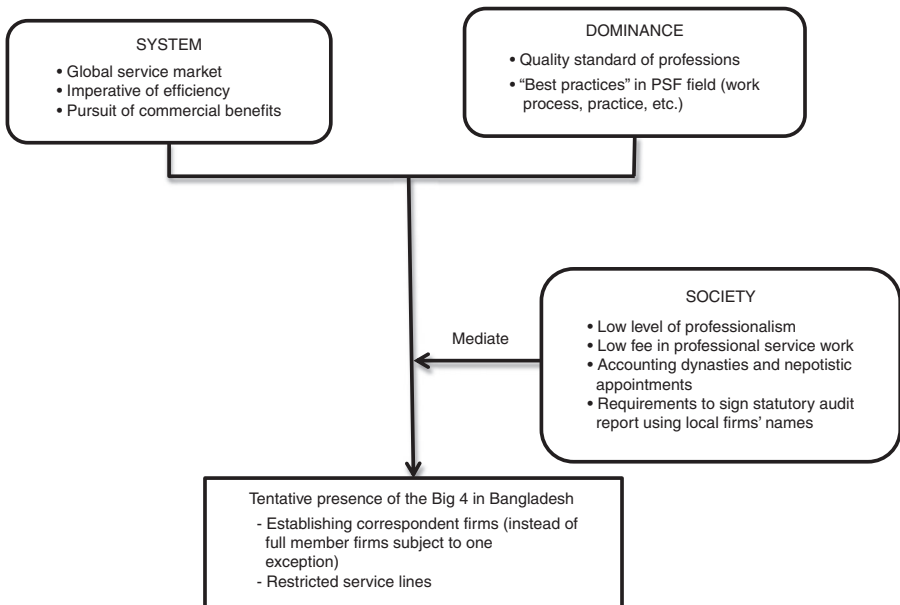 SYSTEM
• Global service market
• Imperative of efficiency
• Pursuit of commercial benefits
DOMINANCE
• Quality standard of professions
• “Best practices” in PSF field (work
process, practice, etc.)
SOCIETY
• Low level of professionalism
• Low fee in professional service work
• Accounting dynasties and nepotistic
appointments
• Requirements to sign statutory audit
report using local firms’ names
Mediate
Tentative presence of the Big 4 in Bangladesh
- Establishing correspondent firms (instead of
full member firms subject to one
exception)
- Restricted service lines